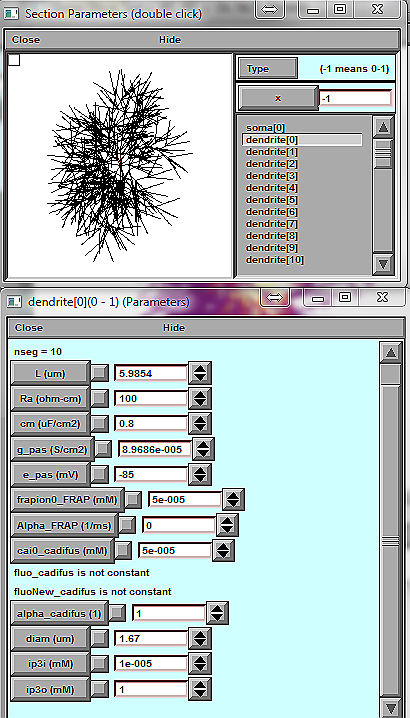 Section Parameters (double click)
Close Hide
Type (-1 means 0-1)
x -1
soma[0]
dendrite[0]
dendrite[1]
dendrite[2]
dendrite[3]
dendrite[4]
dendrite[5]
dendrite[6]
dendrite[7]
dendrite[8]
dendrite[9]
dendrite[10]
dendrite[0](0 - 1) (Parameters)
Close Hide
nseg = 10
L (um) 5.9854
Ra (ohm-cm) 100
cm (uF/cm2) 0.8
g_pas (S/cm2) 8.9686e-005
e_pas (mV) -85
frapion0_FRAP (mM) 5e-005
Alpha_FRAP (1/ms) 0
cai0_cadifus (mM) 5e-005
fluo_cadifus is not constant
fluoNew_cadifus is not constant
alpha_cadifus (1) 1
diam (um) 1.67
ip3i (mM) 1e-005
ip3o (mM) 1